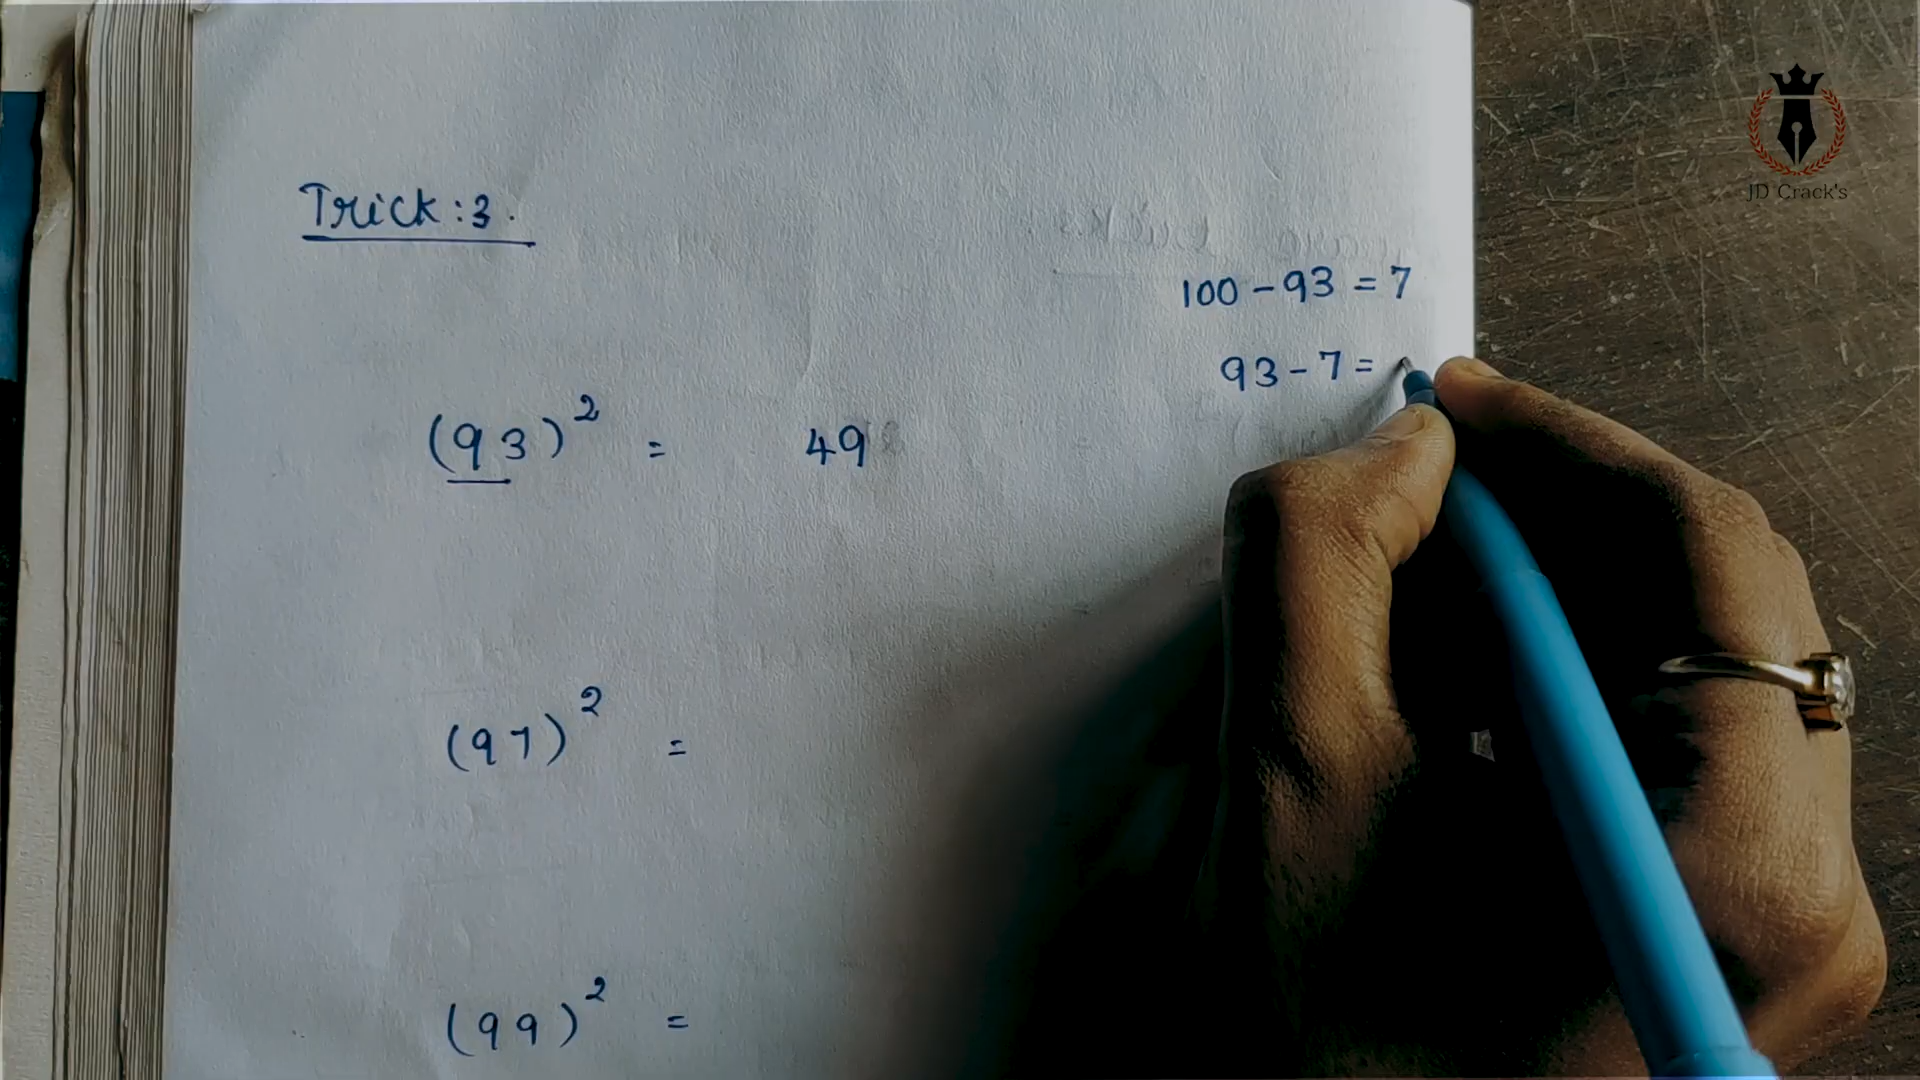 JD Crack's
Trick : 3.
100 - 93 = 7
93 - 7 =
(93)² = 49
(97)² =
(99)² =